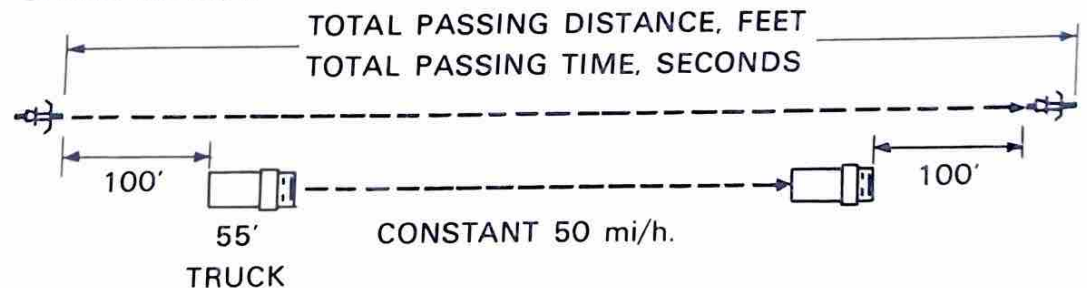 TOTAL PASSING DISTANCE, FEET
TOTAL PASSING TIME, SECONDS
100'
100'
55'
CONSTANT 50 mi/h.
TRUCK